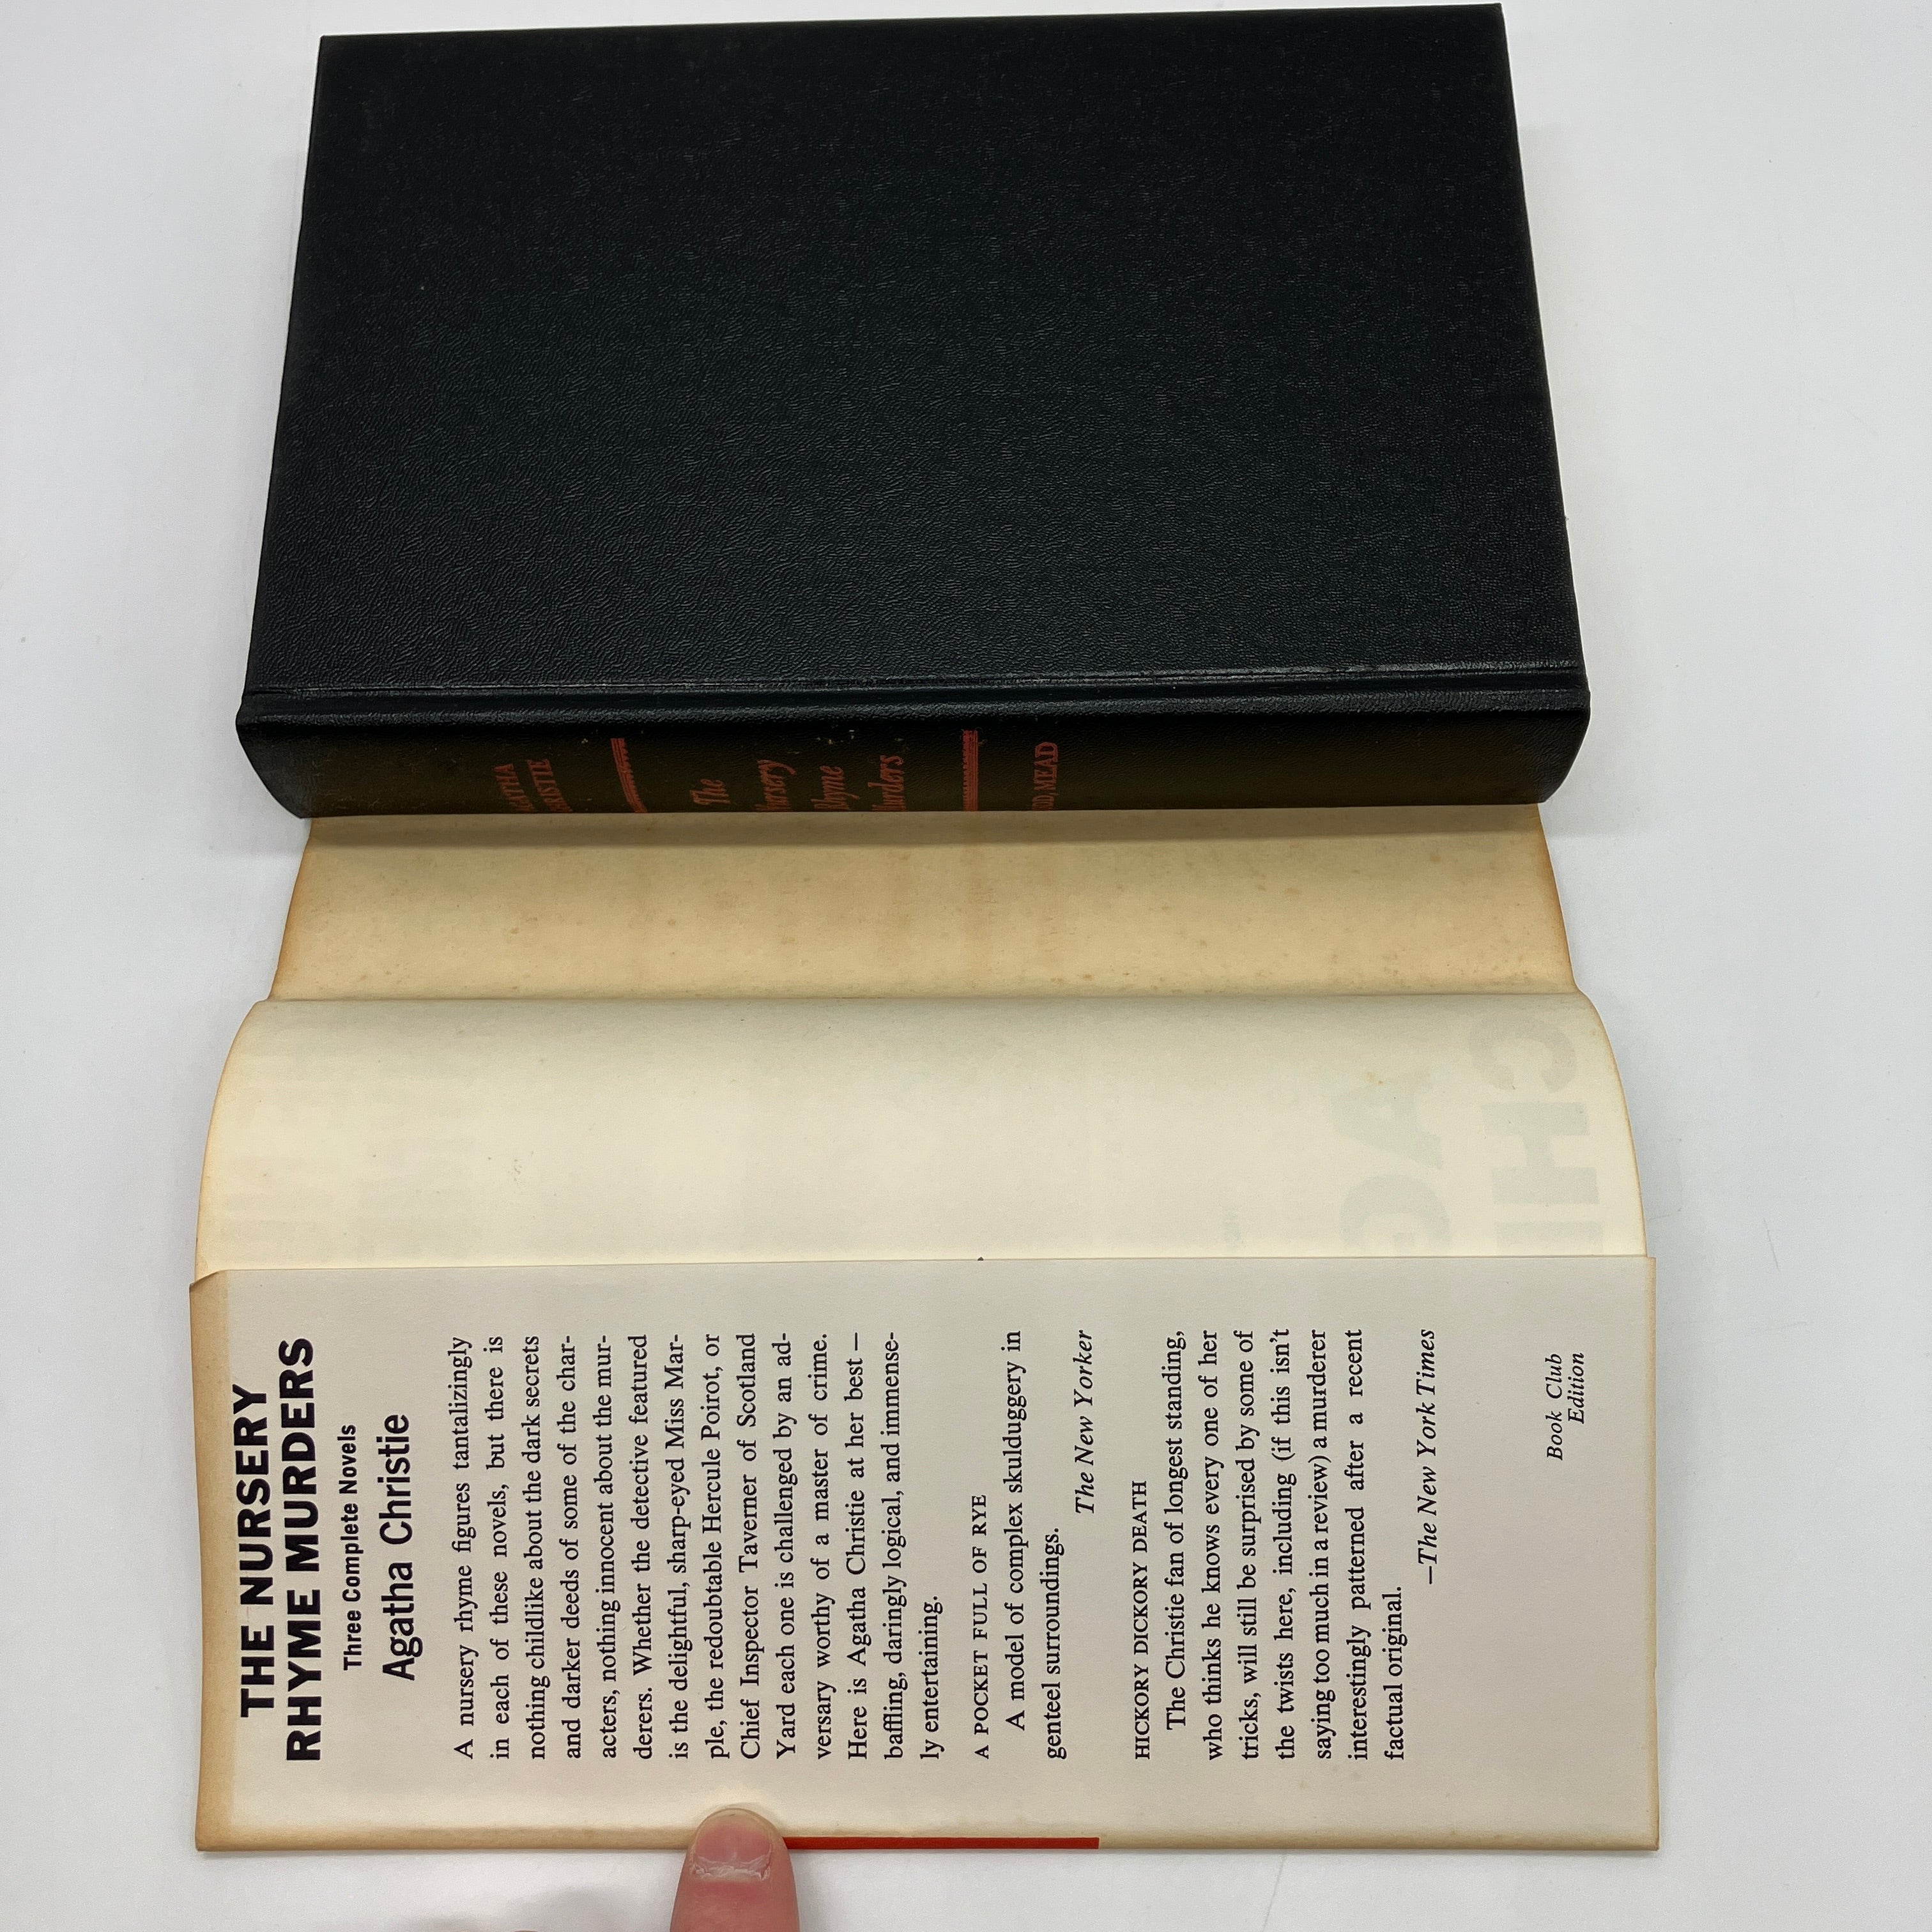 The
MEAD
THE NURSERY
RHYME MURDERS
Three Complete Novels
Agatha Christie
A nursery rhyme figures tantalizingly
in each of these novels, but there is
nothing childlike about the dark secrets
and darker deeds of some of the char-
acters, nothing innocent about the mur-
derers. Whether the detective featured
is the delightful, sharp-eyed Miss Mar-
ple, the redoubtable Hercule Poirot, or
Chief Inspector Taverner of Scotland
Yard each one is challenged by an ad-
versary worthy of a master of crime.
Here is Agatha Christie at her best —
baffling, daringly logical, and immense-
ly entertaining.
A POCKET FULL OF RYE
A model of complex skulduggery in
genteel surroundings.
The New Yorker
HICKORY DICKORY DEATH
The Christie fan of longest standing,
who thinks he knows every one of her
tricks, will still be surprised by some of
the twists here, including (if this isn't
saying too much in a review) a murderer
interestingly patterned after a recent
factual original.
—The New York Times
Book Club
Edition